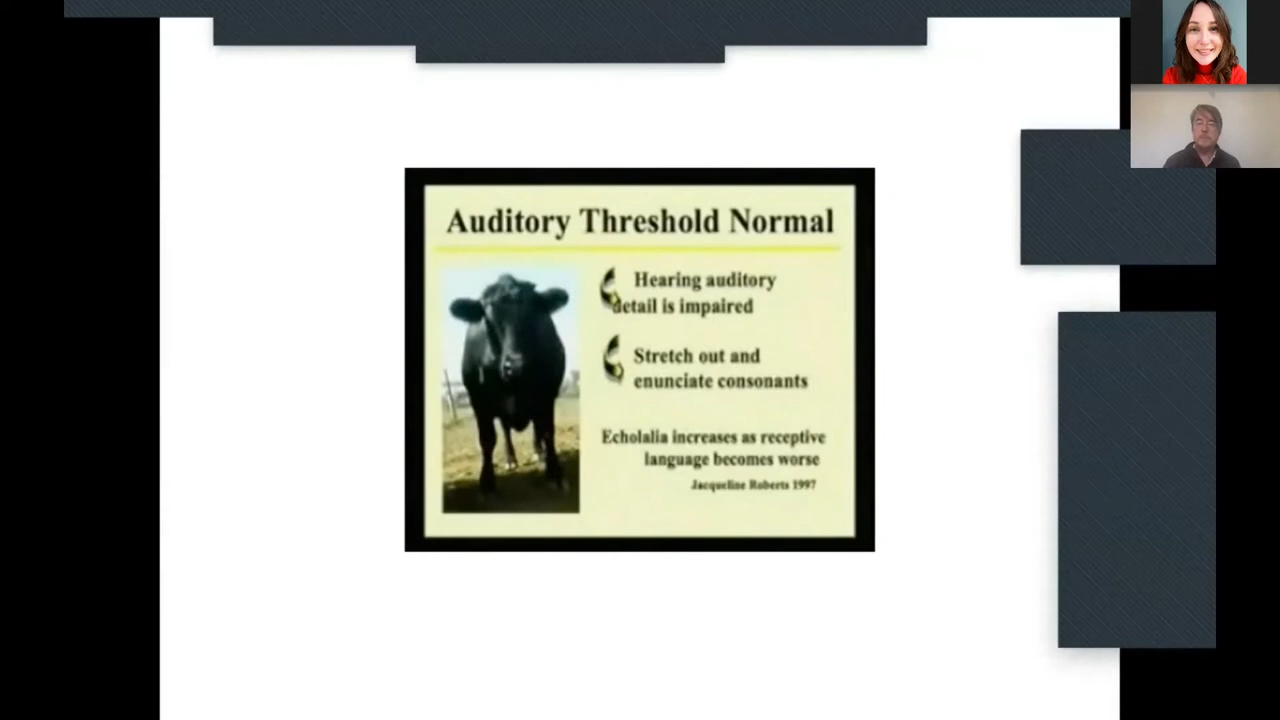 Auditory Threshold Normal
Hearing auditory
detail is impaired
Stretch out and
enunciate consonants
Echolalia increases as receptive
language becomes worse
Jacqueline Roberts 1997